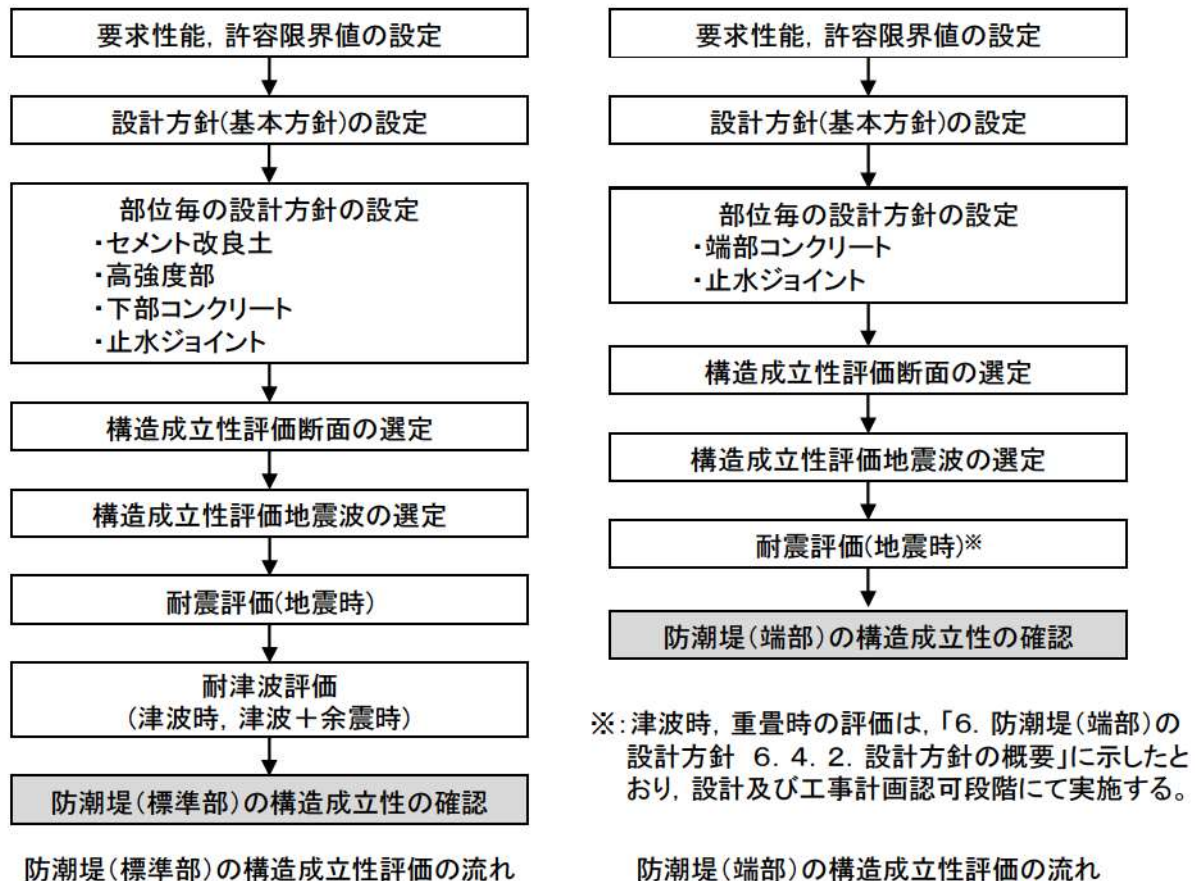 要求性能，許容限界値の設定
設計方針(基本方針)の設定
部位毎の設計方針の設定
・セメント改良土
・高強度部
・下部コンクリート
・止水ジョイント
構造成立性評価断面の選定
構造成立性評価地震波の選定
耐震評価(地震時)
耐津波評価
(津波時，津波＋余震時)
防潮堤(標準部)の構造成立性の確認
防潮堤(標準部)の構造成立性評価の流れ
要求性能，許容限界値の設定
設計方針(基本方針)の設定
部位毎の設計方針の設定
・端部コンクリート
・止水ジョイント
構造成立性評価断面の選定
構造成立性評価地震波の選定
耐震評価(地震時)※
防潮堤(端部)の構造成立性の確認
※：津波時，重畳時の評価は，「6．防潮堤(端部)の
設計方針 6．4．2．設計方針の概要」に示したと
おり，設計及び工事計画認可段階にて実施する。
防潮堤(端部)の構造成立性評価の流れ